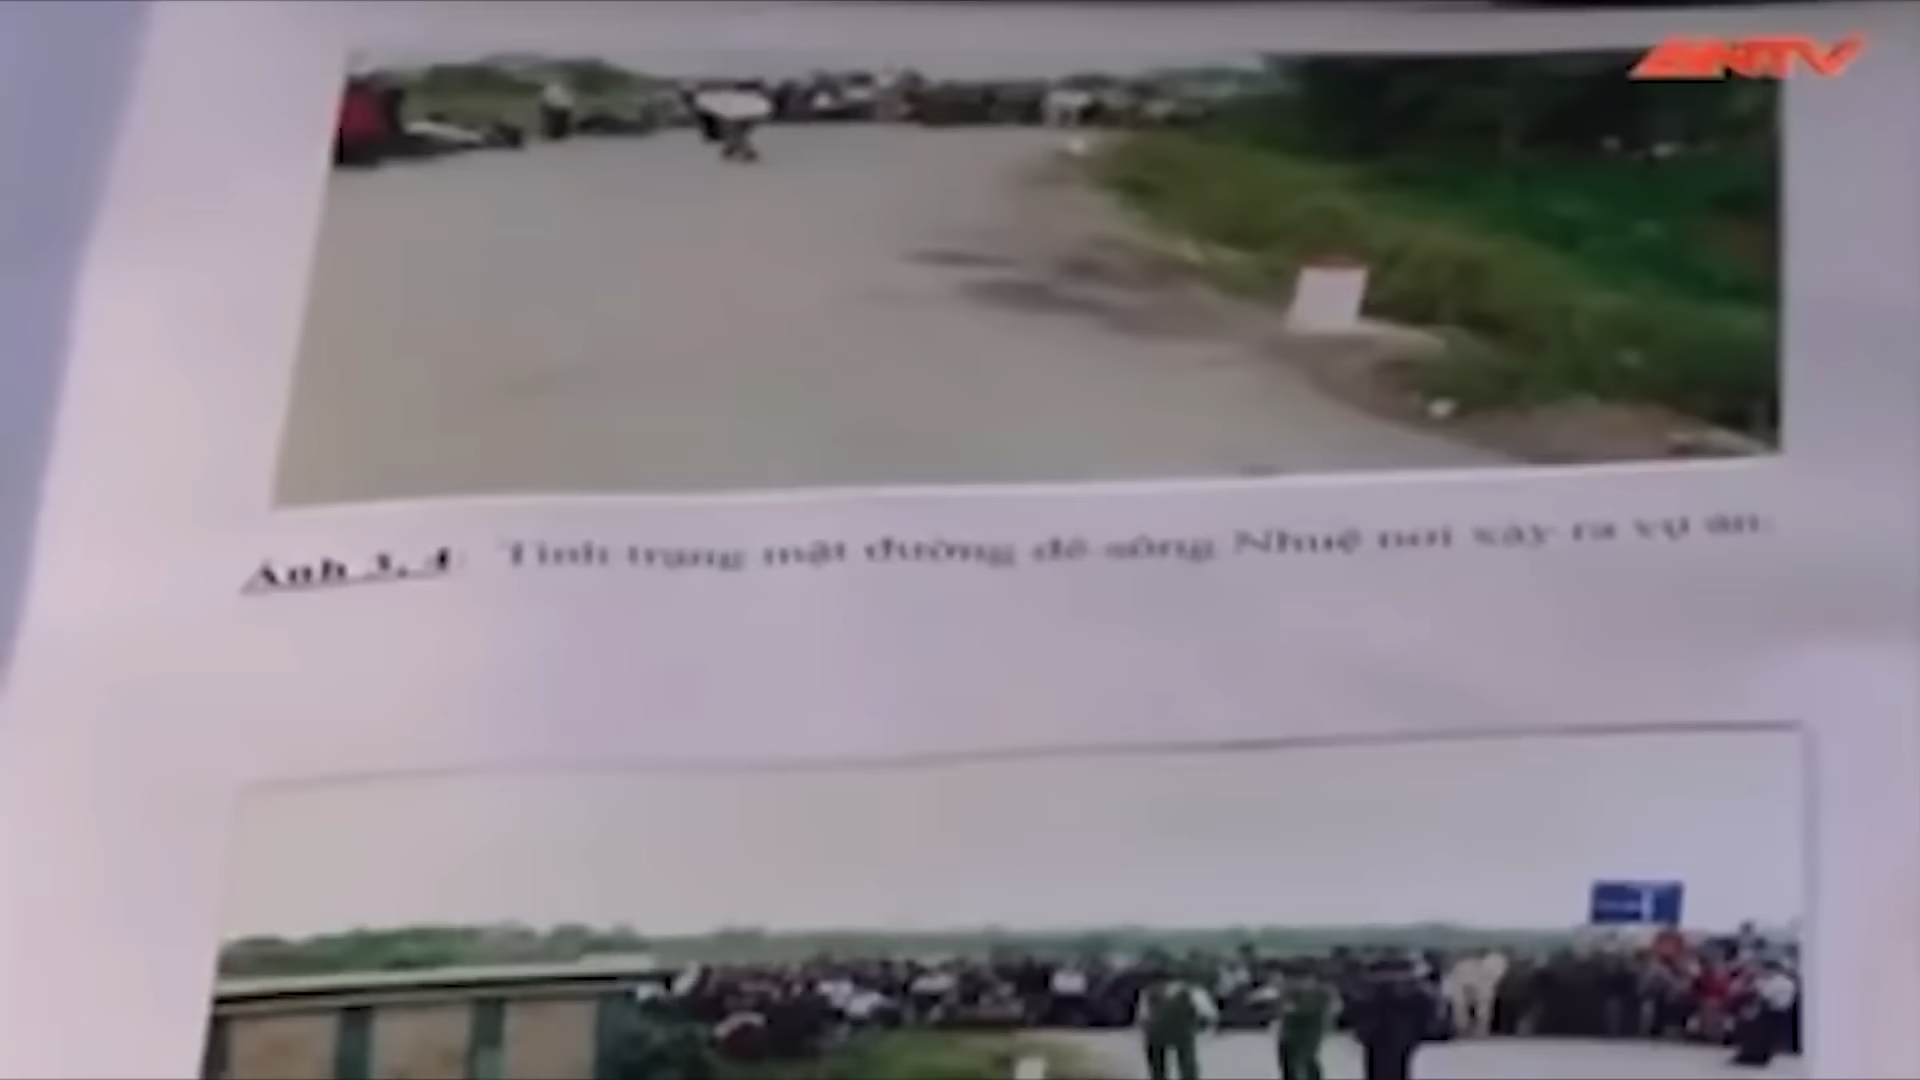 ANTV
Ảnh 3, 4: Tình trạng mặt đường đê sông Nhuệ nơi xảy ra vụ án.